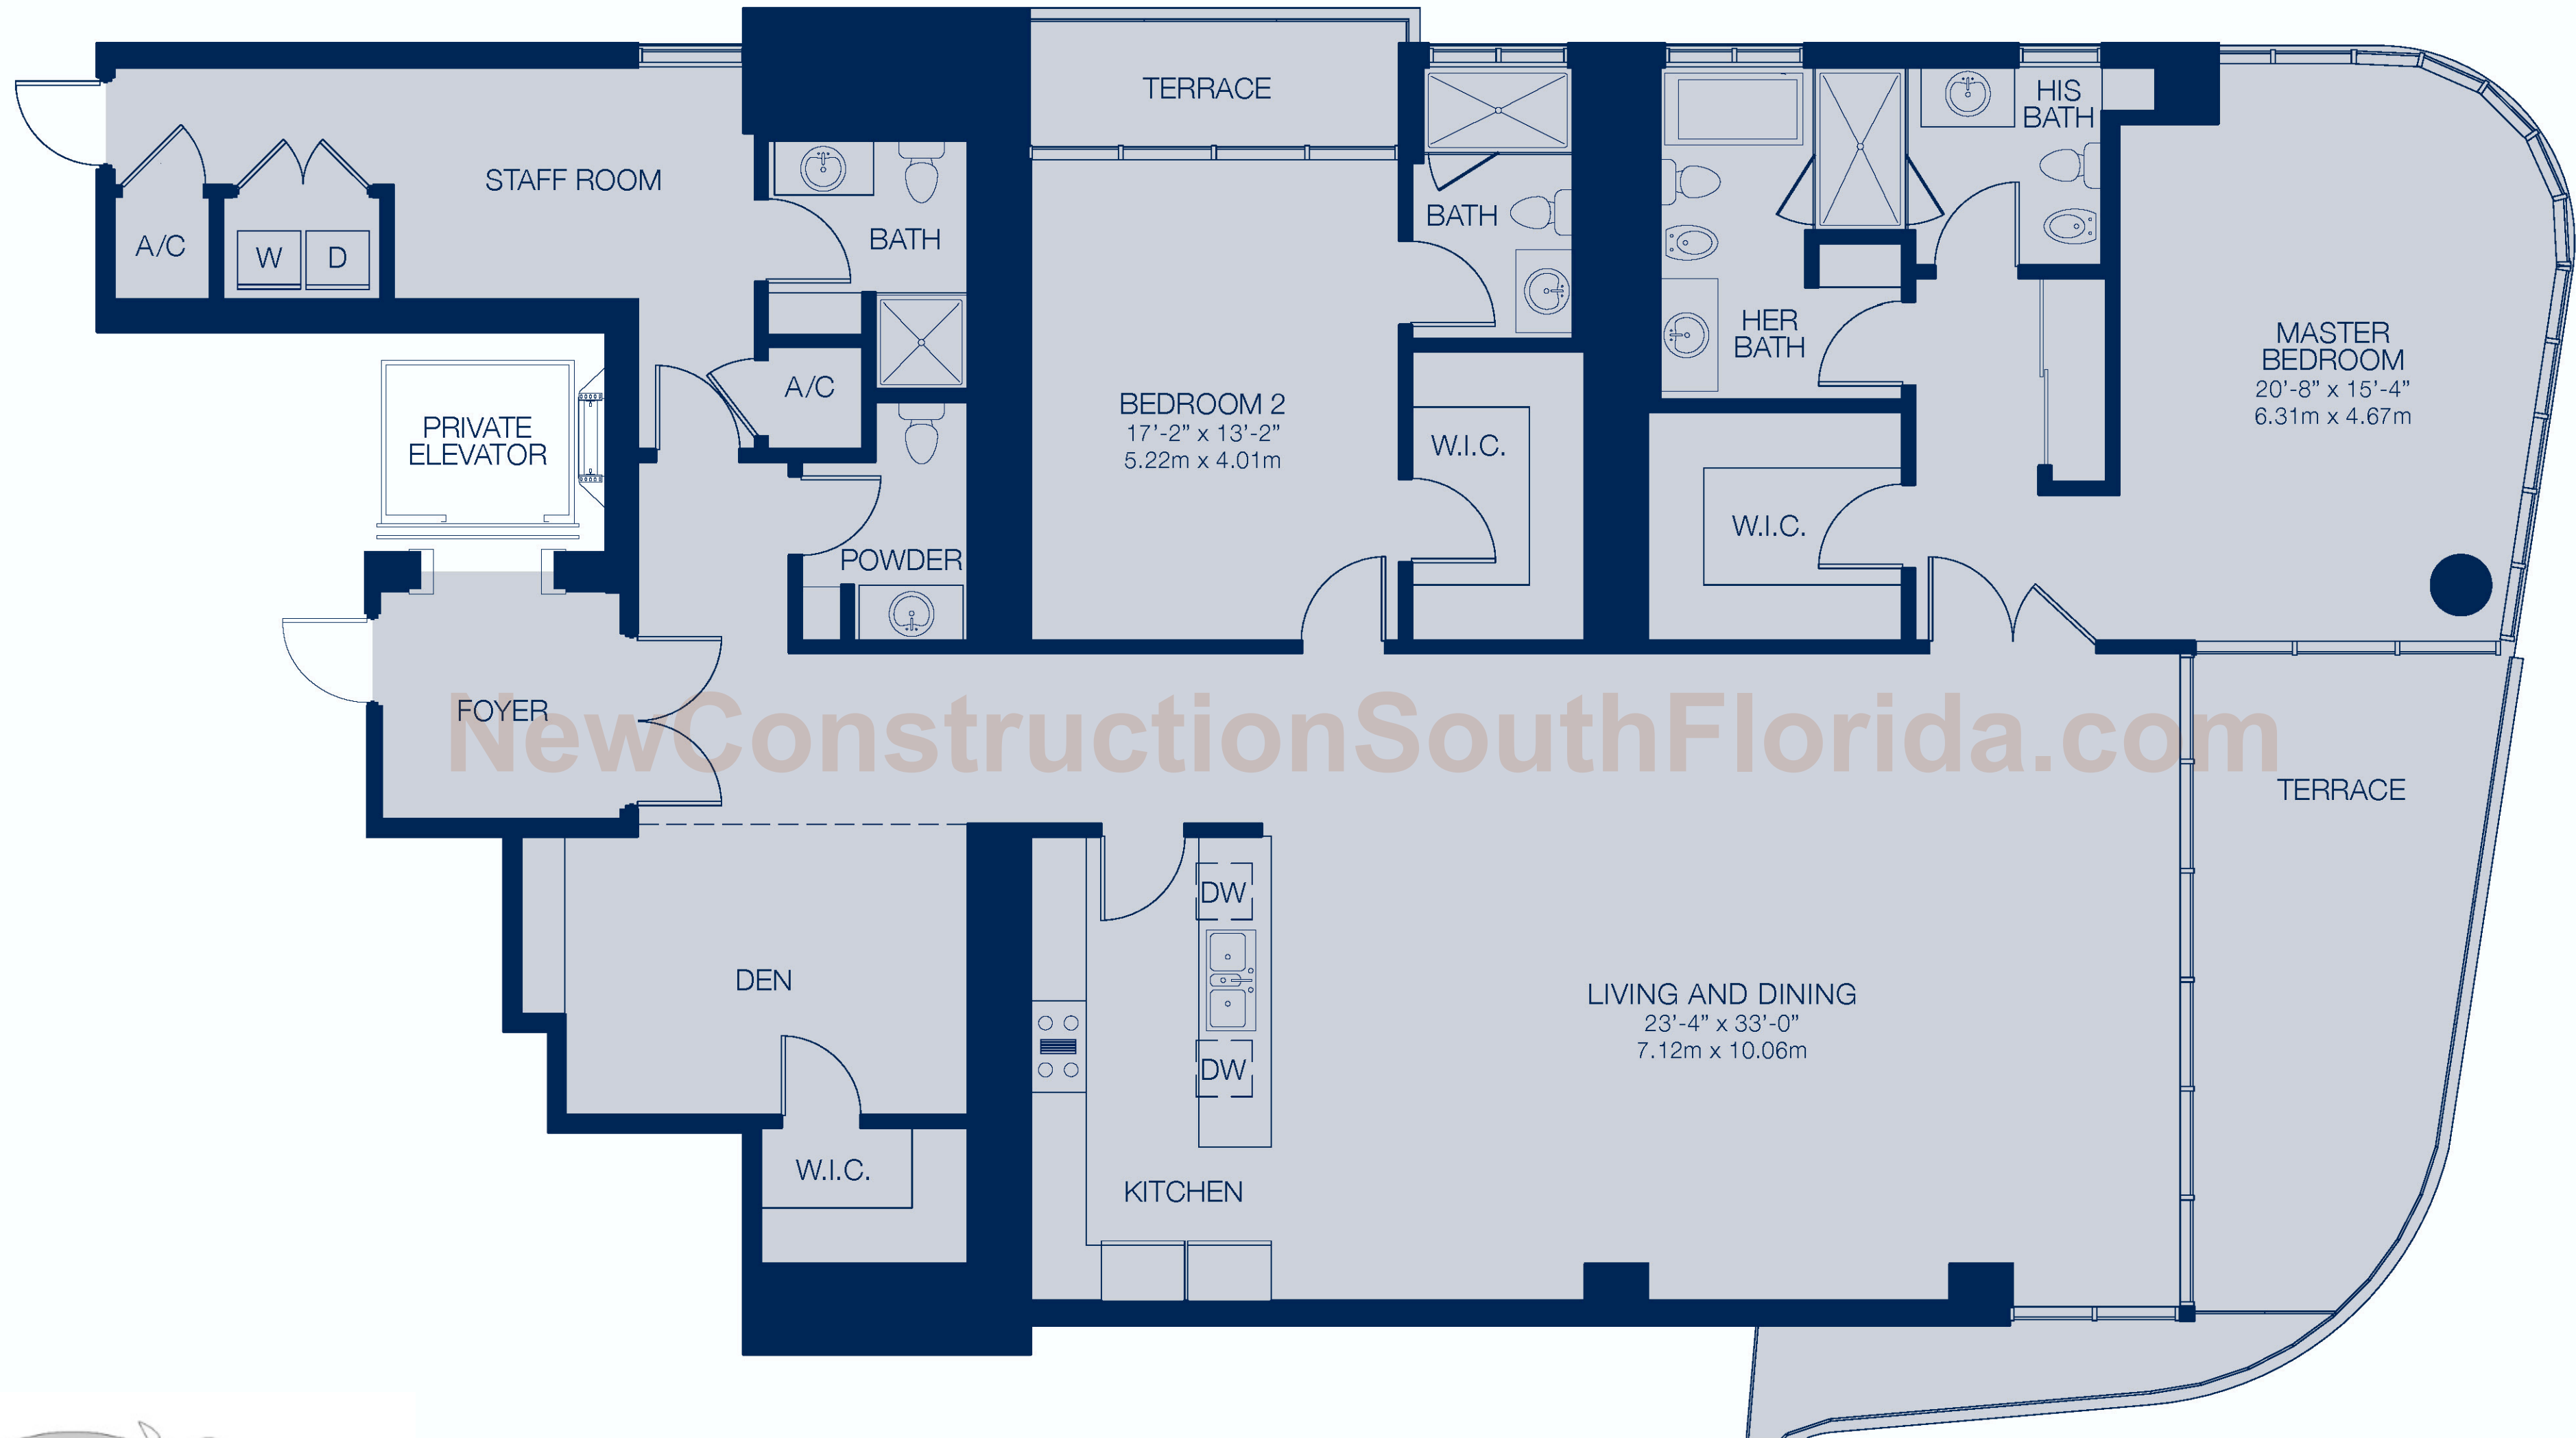 TERRACE
HIS
BATH
STAFF ROOM
BATH
BATH
A/C
W
D
HER
BATH
MASTER
BEDROOM
20'-8" x 15'-4"
6.31m x 4.67m
A/C
PRIVATE
ELEVATOR
BEDROOM 2
17'-2" x 13'-2"
5.22m x 4.01m
W.I.C.
W.I.C.
POWDER
FOYER
NewConstructionSouthFlorida.com
TERRACE
DW
DEN
LIVING AND DINING
23'-4" x 33'-0"
7.12m x 10.06m
DW
W.I.C.
KITCHEN